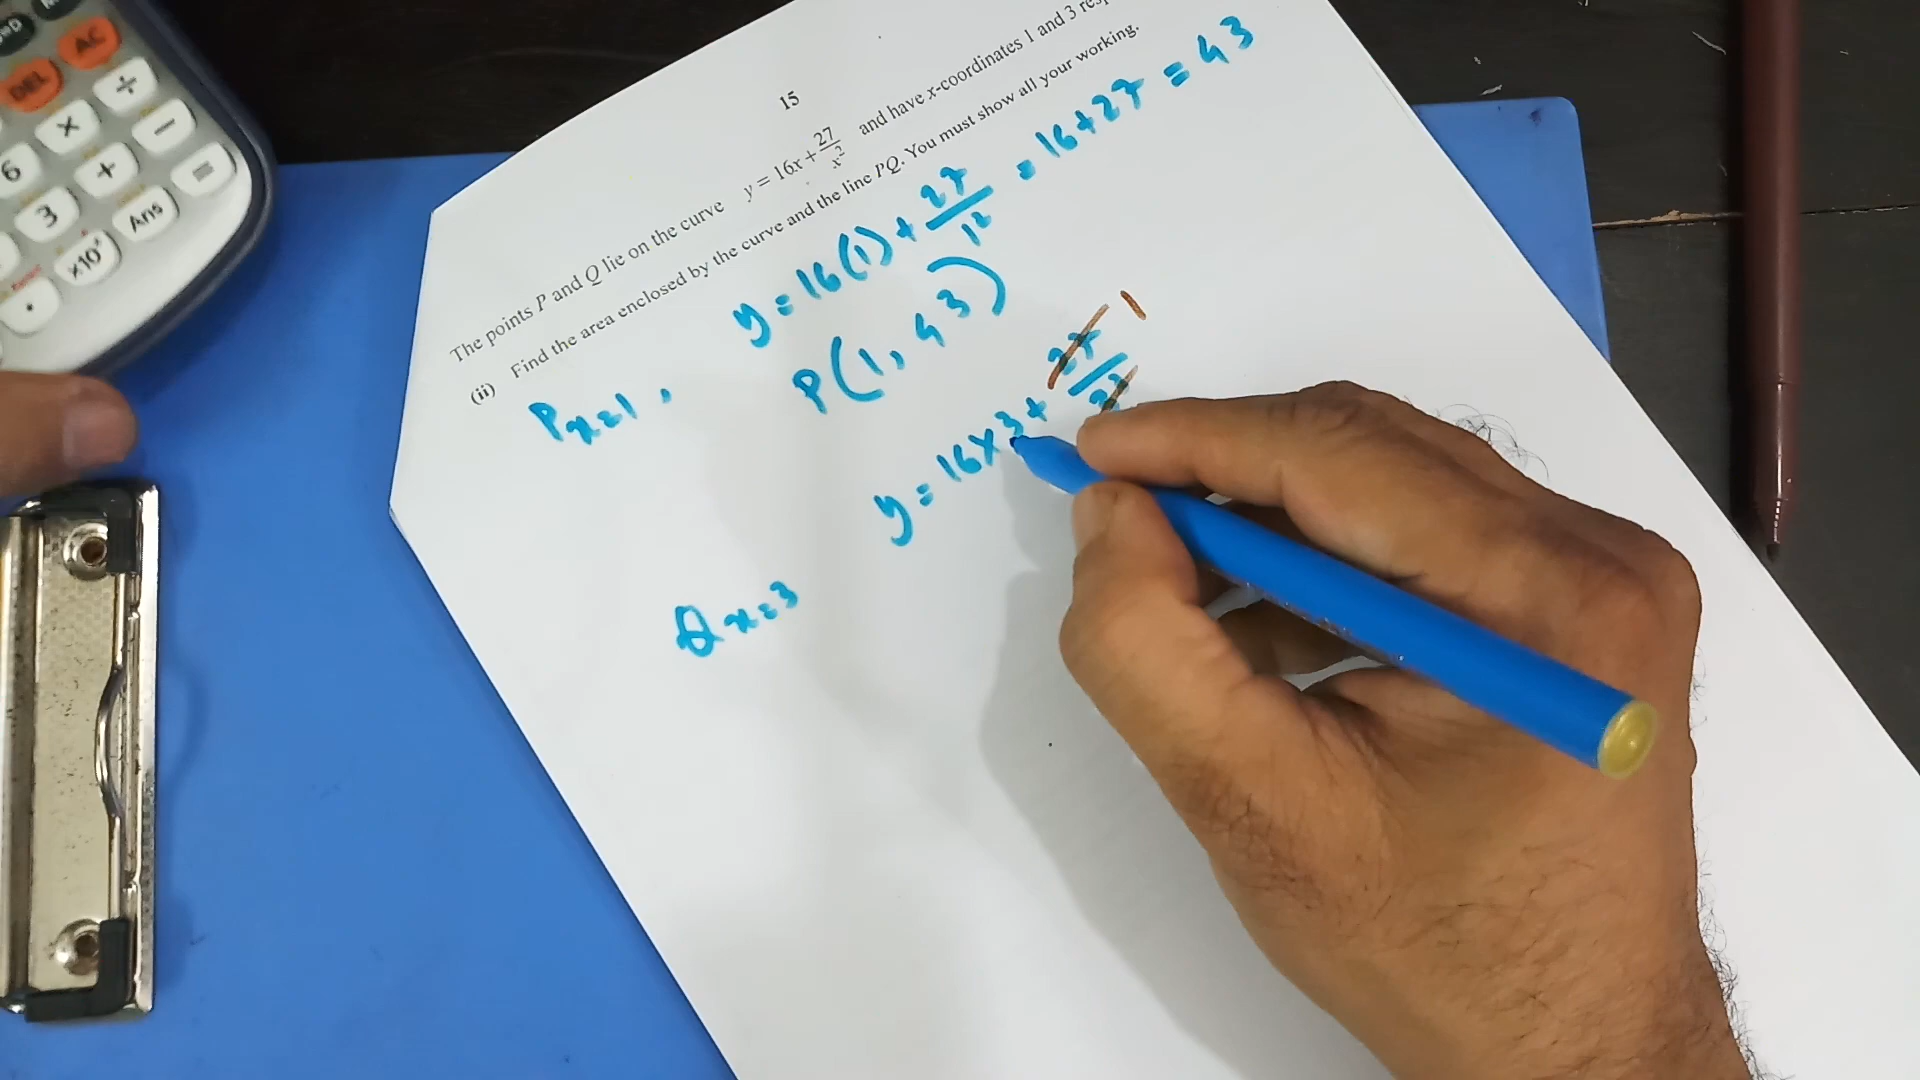 AC
DEL
÷
×
−
6
+
=
3
Ans
×10ˣ
.
15
The points P and Q lie on the curve y = 16x + 27/x² and have x-coordinates 1 and 3
(ii) Find the area enclosed by the curve and the line PQ. You must show all your working.
Pₓ₌₁, y = 16(1) + 27/1² = 16+27 = 43
P(1, 43)
1
y = 16×3+ 27
Qₓ₌₃